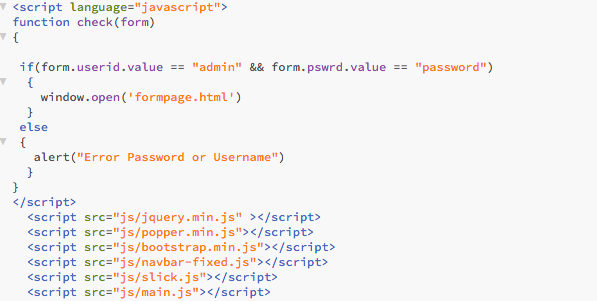 <script language="javascript">
function check(form)
{
if(form.userid.value == "admin" && form.pswrd.value == "password")
{
window.open('formpage.html')
}
else
{
alert("Error Password or Username")
}
}
</script>
<script src="js/jquery.min.js" ></script>
<script src="js/popper.min.js"></script>
<script src="js/bootstrap.min.js"></script>
<script src="js/navbar-fixed.js"></script>
<script src="js/slick.js"></script>
<script src="js/main.js"></script>